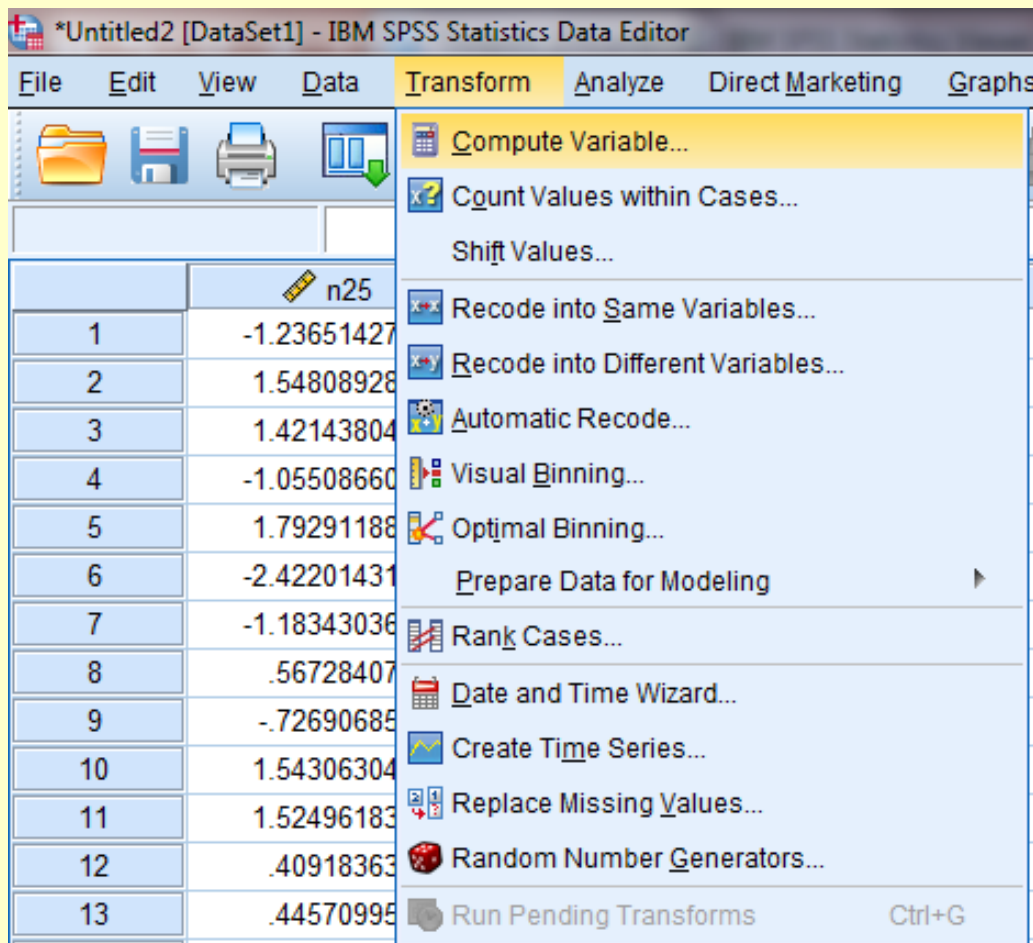 *Untitled2 [DataSet1] - IBM SPSS Statistics Data Editor
File Edit View Data Transform Analyze Direct Marketing Graphs
Compute Variable...
Count Values within Cases...
Shift Values...
Recode into Same Variables...
Recode into Different Variables...
Automatic Recode...
Visual Binning...
Optimal Binning...
Prepare Data for Modeling
Rank Cases...
Date and Time Wizard...
Create Time Series...
Replace Missing Values...
Random Number Generators...
Run Pending Transforms Ctrl+G
n25
1 -1.23651427
2 1.54808928
3 1.42143804
4 -1.05508660
5 1.79291188
6 -2.42201431
7 -1.18343036
8 .56728407
9 -.72690685
10 1.54306304
11 1.52496183
12 .40918363
13 .44570995